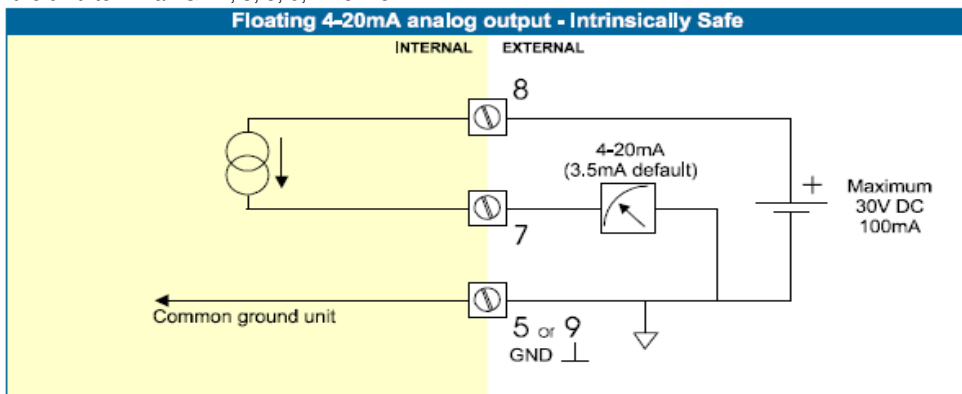 Floating 4-20mA analog output - Intrinsically Safe
INTERNAL EXTERNAL
8
4-20mA
(3.5mA default)
+
Maximum
30V DC
100mA
7
Common ground unit
5 or 9
GND ⊥